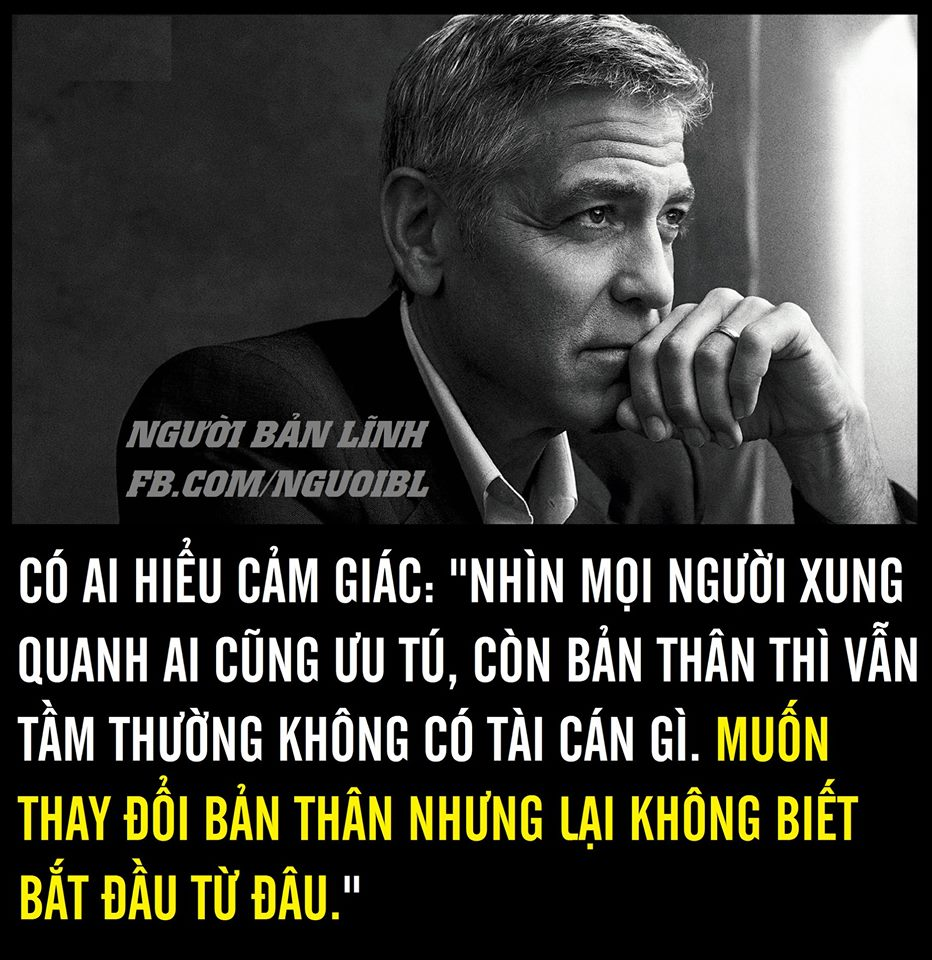 NGƯỜI BẢN LĨNH
FB.COM/NGUOIBL
CÓ AI HIỂU CẢM GIÁC: "NHÌN MỌI NGƯỜI XUNG
QUANH AI CŨNG ƯU TÚ, CÒN BẢN THÂN THÌ VẪN
TẦM THƯỜNG KHÔNG CÓ TÀI CÁN GÌ. MUỐN
THAY ĐỔI BẢN THÂN NHƯNG LẠI KHÔNG BIẾT
BẮT ĐẦU TỪ ĐÂU."